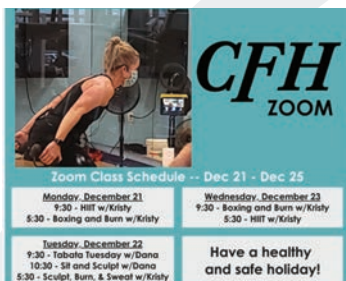 CFH
ZOOM
Zoom Class Schedule -- Dec 21 - Dec 25
Monday, December 21
9:30 - HIIT w/Kristy
5:30 - Boxing and Burn w/Kristy
Wednesday, December 23
9:30 - Boxing and Burn w/Kristy
5:30 - HIIT w/Kristy
Tuesday, December 22
9:30 - Tabata Tuesday w/Dana
10:30 - Sit and Sculpt w/Dana
5:30 - Sculpt, Burn, & Sweat w/Kristy
Have a healthy
and safe holiday!